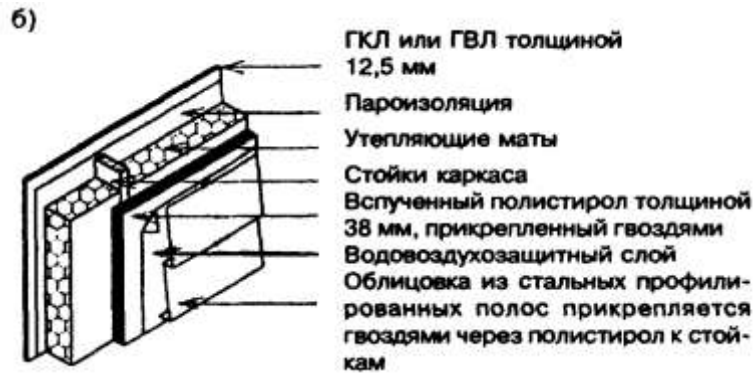 б)
ГКЛ или ГВЛ толщиной
12,5 мм
Пароизоляция
Утепляющие маты
Стойки каркаса
Вспученный полистирол толщиной
38 мм, прикрепленный гвоздями
Водовоздухозащитный слой
Облицовка из стальных профили-
рованных полос прикрепляется
гвоздями через полистирол к стой-
кам